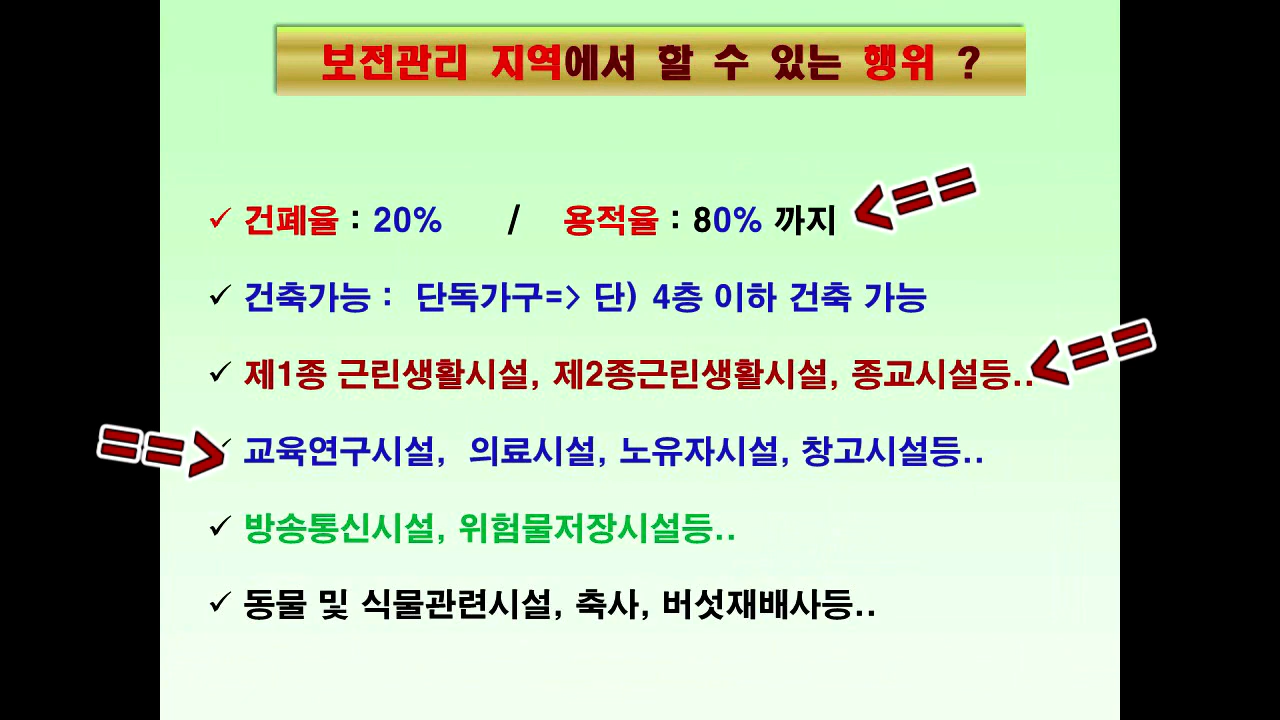 보전관리 지역에서 할 수 있는 행위 ?
✓ 건폐율 : 20% / 용적율 : 80% 까지 <==
✓ 건축가능 : 단독가구=> 단) 4층 이하 건축 가능
✓ 제1종 근린생활시설, 제2종근린생활시설, 종교시설등.. <==
==> ✓ 교육연구시설, 의료시설, 노유자시설, 창고시설등..
✓ 방송통신시설, 위험물저장시설등..
✓ 동물 및 식물관련시설, 축사, 버섯재배사등..